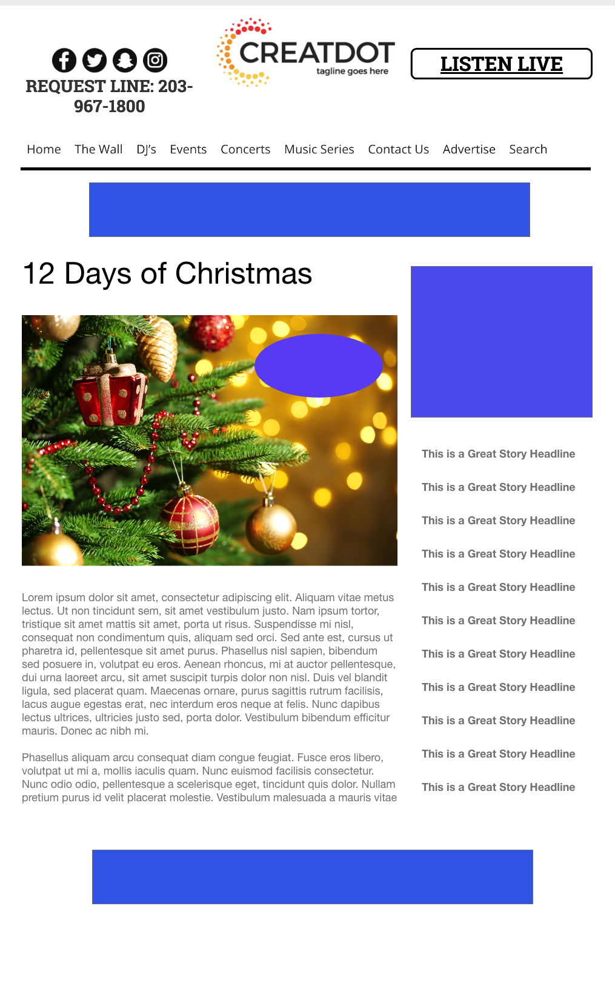 CREATDOT
tagline goes here
REQUEST LINE: 203-
967-1800
LISTEN LIVE
Home The Wall DJ’s Events Concerts Music Series Contact Us Advertise Search
12 Days of Christmas
Lorem ipsum dolor sit amet, consectetur adipiscing elit. Aliquam vitae metus
lectus. Ut non tincidunt sem, sit amet vestibulum justo. Nam ipsum tortor,
tristique sit amet mattis sit amet, porta ut risus. Suspendisse mi nisl,
consequat non condimentum quis, aliquam sed orci. Sed ante est, cursus ut
pharetra id, pellentesque sit amet purus. Phasellus nisl sapien, bibendum
sed posuere in, volutpat eu eros. Aenean rhoncus, mi at auctor pellentesque,
dui urna laoreet arcu, sit amet suscipit turpis dolor non nisl. Duis vel blandit
ligula, sed placerat quam. Maecenas ornare, purus sagittis rutrum facilisis,
lacus augue egestas erat, nec interdum eros neque at felis. Nunc dapibus
lectus ultrices, ultricies justo sed, porta dolor. Vestibulum bibendum efficitur
mauris. Donec ac nibh mi.
Phasellus aliquam arcu consequat diam congue feugiat. Fusce eros libero,
volutpat ut mi a, mollis iaculis quam. Nunc euismod facilisis consectetur.
Nunc odio odio, pellentesque a scelerisque eget, tincidunt quis dolor. Nullam
pretium purus id velit placerat molestie. Vestibulum malesuada a mauris vitae
This is a Great Story Headline
This is a Great Story Headline
This is a Great Story Headline
This is a Great Story Headline
This is a Great Story Headline
This is a Great Story Headline
This is a Great Story Headline
This is a Great Story Headline
This is a Great Story Headline
This is a Great Story Headline
This is a Great Story Headline